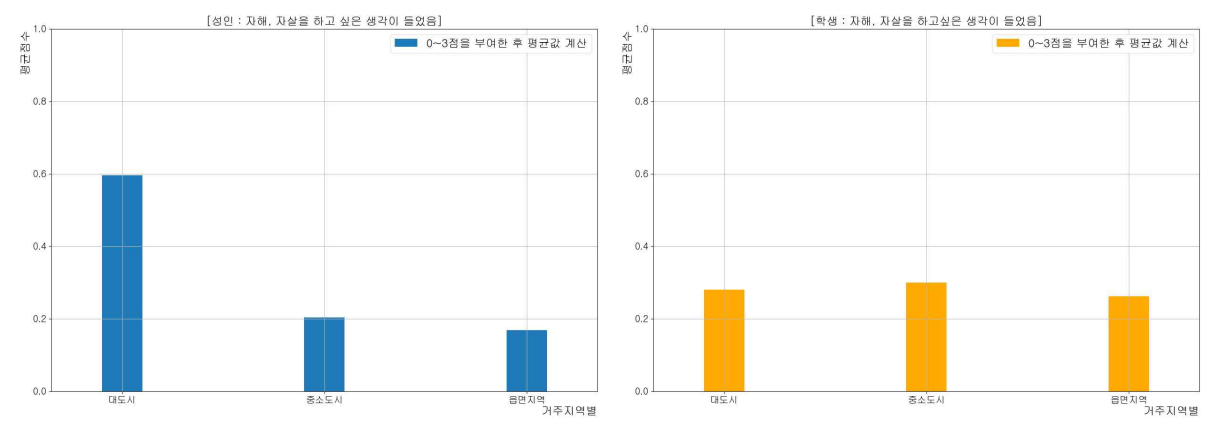 [성인 : 자해, 자살을 하고 싶은 생각이 들었음]
평균점수
1.0
0.8
0.6
0.4
0.2
0.0
0~3점을 부여한 후 평균값 계산
대도시
중소도시
읍면지역
거주지역별
[학생 : 자해, 자살을 하고싶은 생각이 들었음]
평균점수
1.0
0.8
0.6
0.4
0.2
0.0
0~3점을 부여한 후 평균값 계산
대도시
중소도시
읍면지역
거주지역별